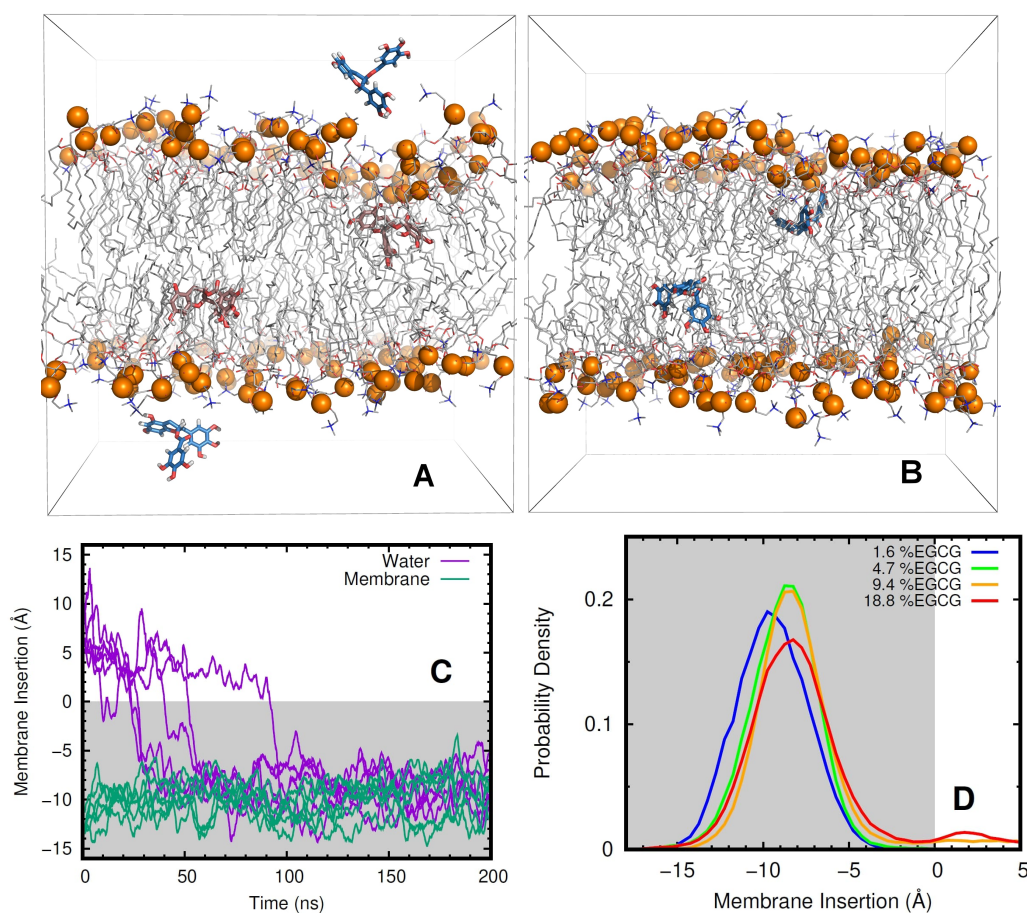 A
B
Membrane Insertion (Å)
15
10
5
0
−5
−10
−15
Water
Membrane
C
0
50
100
150
200
Time (ns)
Probability Density
0.2
0.1
0
1.6 %EGCG
4.7 %EGCG
9.4 %EGCG
18.8 %EGCG
D
−15
−10
−5
0
5
Membrane Insertion (Å)